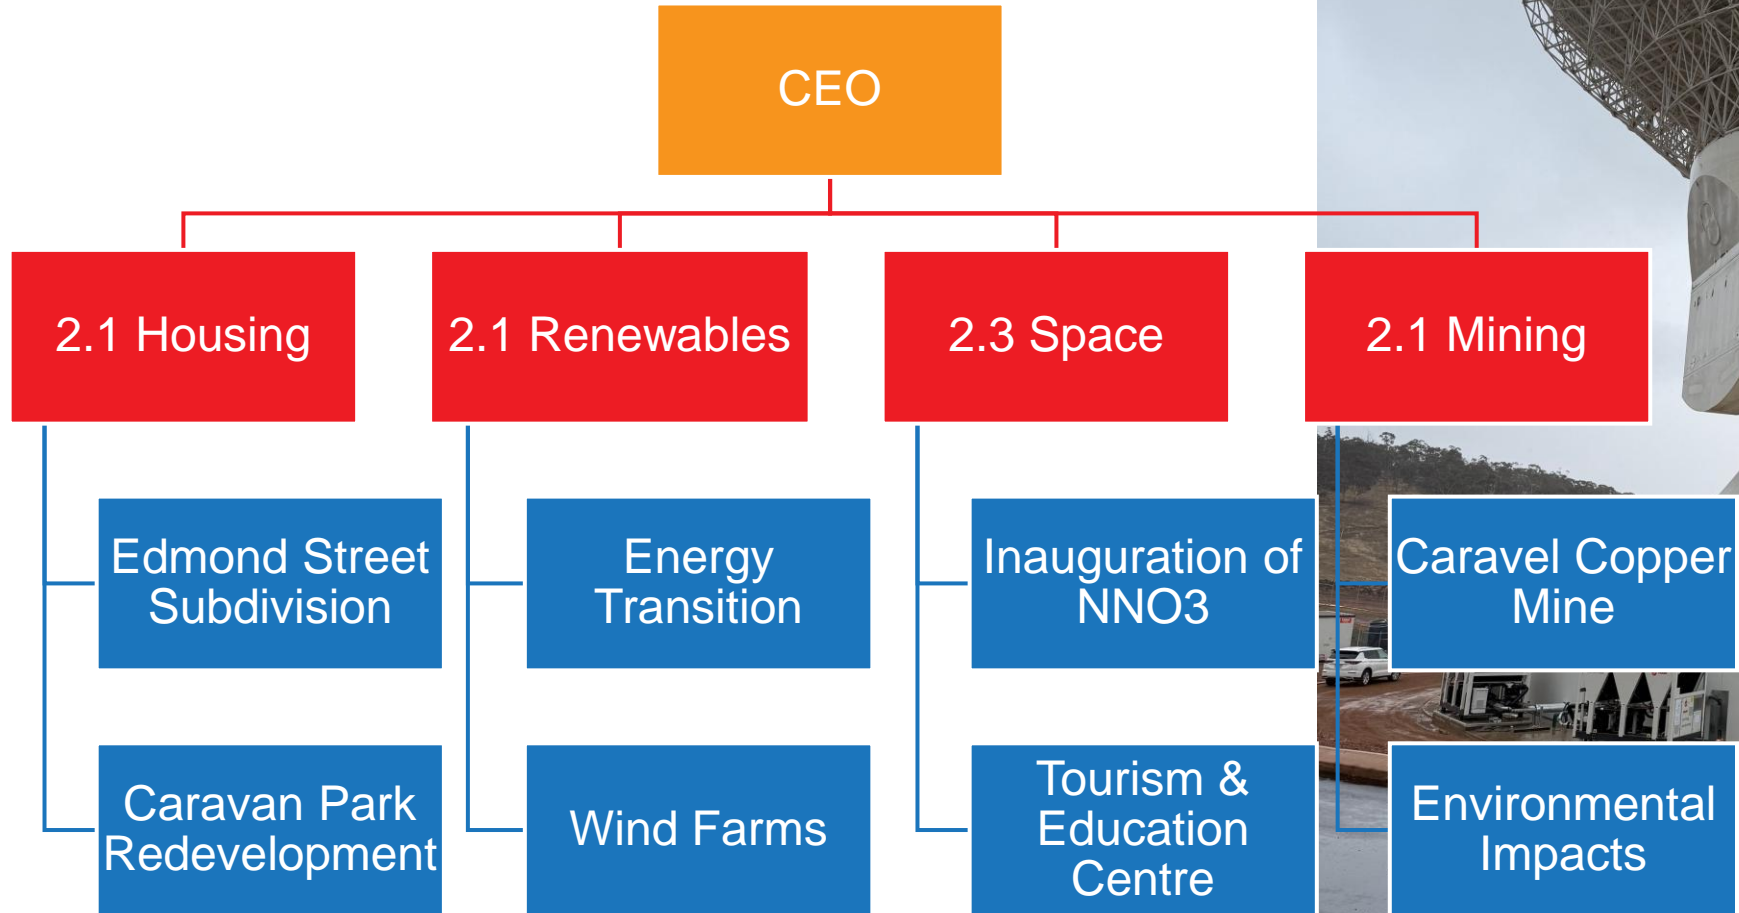 CEO
2.1 Housing
2.1 Renewables
2.3 Space
2.1 Mining
Edmond Street
Subdivision
Energy
Transition
Inauguration of
NNO3
Caravel Copper
Mine
Caravan Park
Redevelopment
Wind Farms
Tourism &
Education
Centre
Environmental
Impacts